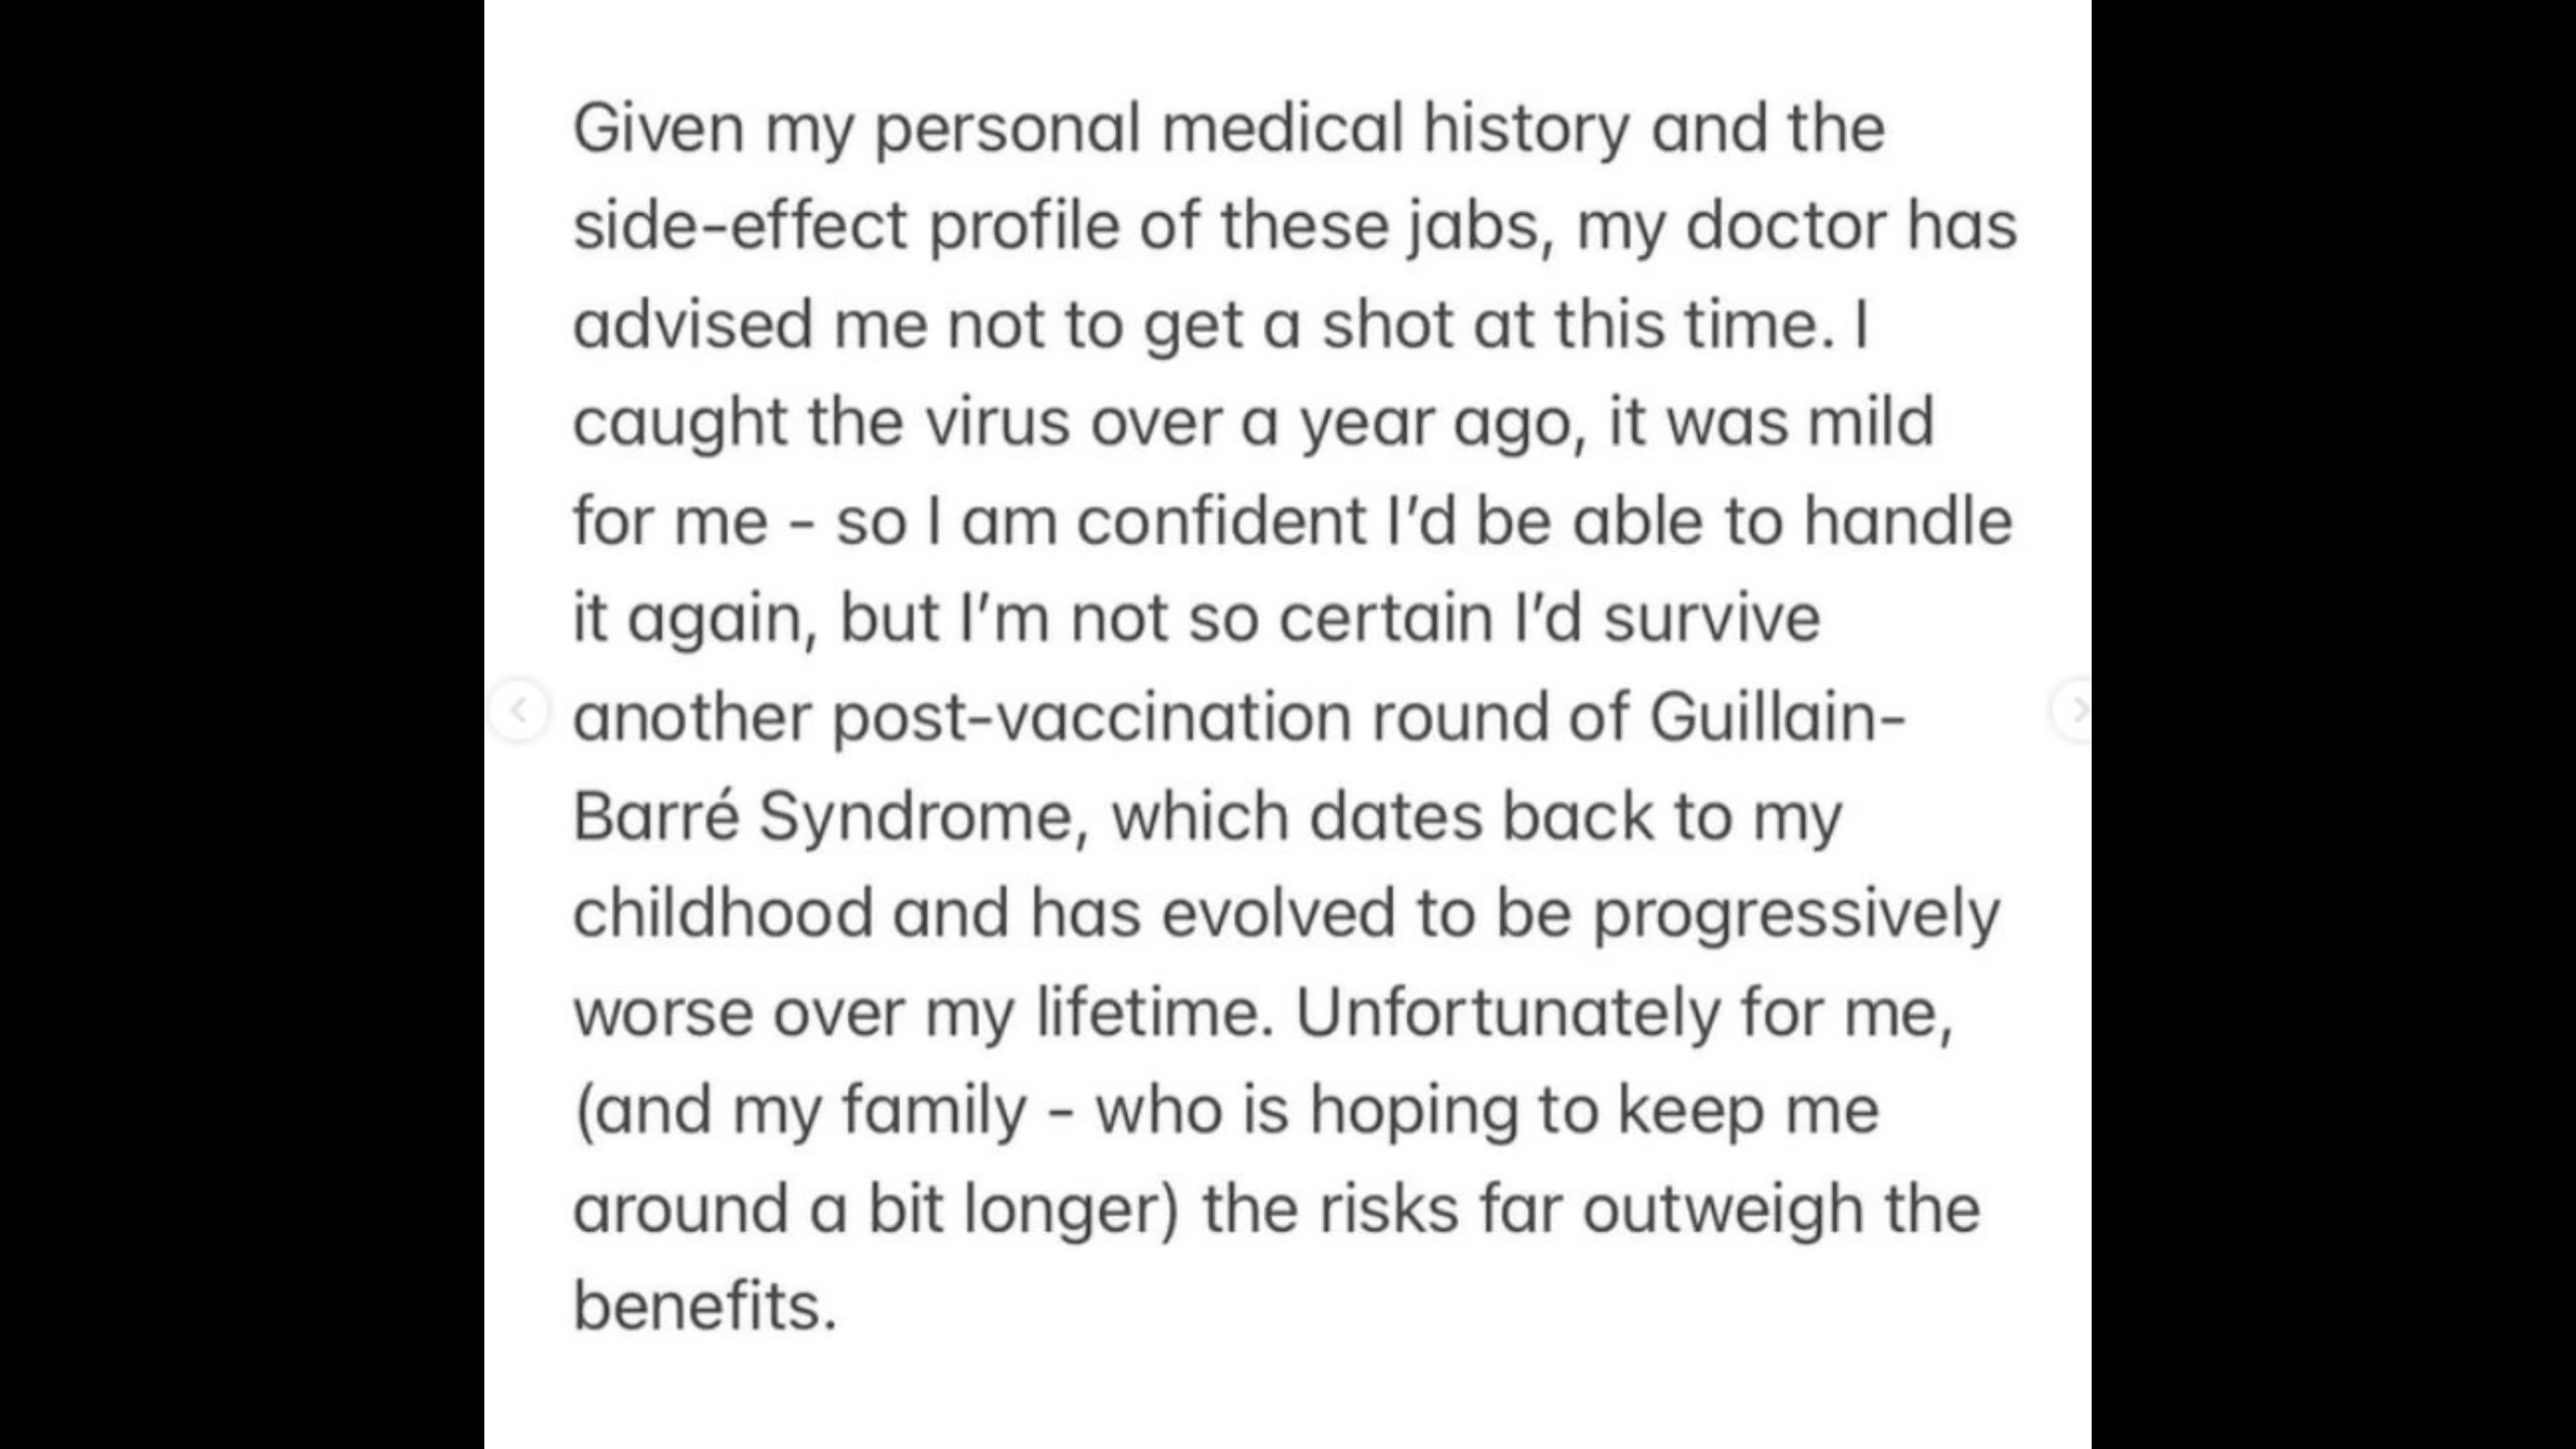 Given my personal medical history and the
side-effect profile of these jabs, my doctor has
advised me not to get a shot at this time. I
caught the virus over a year ago, it was mild
for me - so I am confident I’d be able to handle
it again, but I’m not so certain I’d survive
another post-vaccination round of Guillain-
Barré Syndrome, which dates back to my
childhood and has evolved to be progressively
worse over my lifetime. Unfortunately for me,
(and my family - who is hoping to keep me
around a bit longer) the risks far outweigh the
benefits.